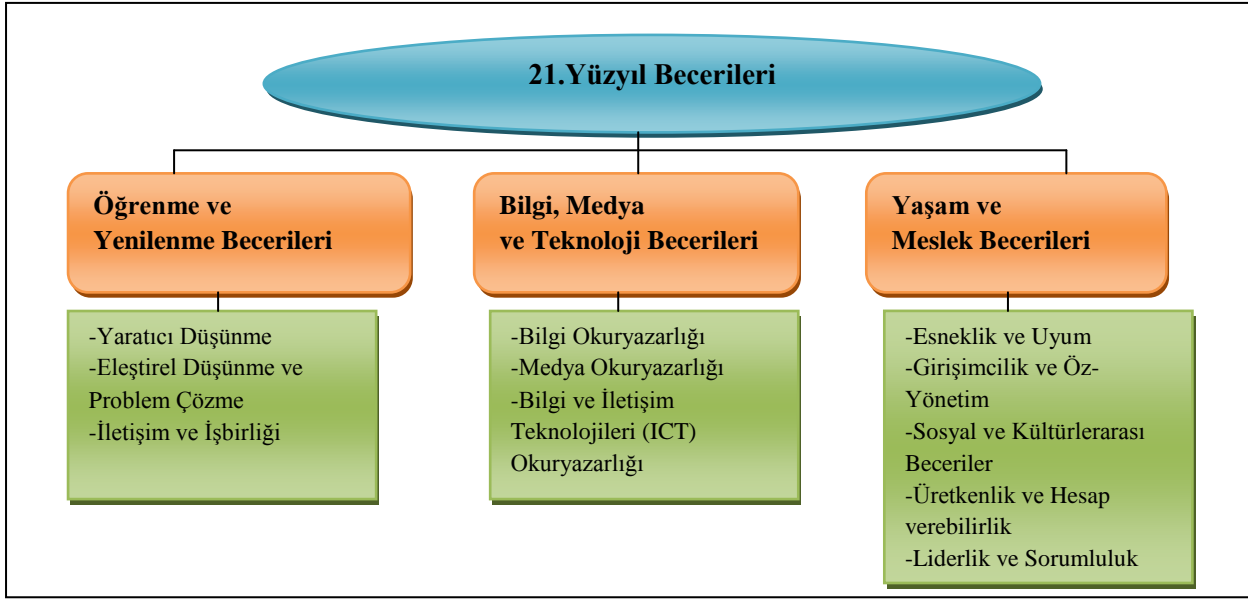 21.Yüzyıl Becerileri
Öğrenme ve
Yenilenme Becerileri
-Yaratıcı Düşünme
-Eleştirel Düşünme ve
Problem Çözme
-İletişim ve İşbirliği
Bilgi, Medya
ve Teknoloji Becerileri
-Bilgi Okuryazarlığı
-Medya Okuryazarlığı
-Bilgi ve İletişim
Teknolojileri (ICT)
Okuryazarlığı
Yaşam ve
Meslek Becerileri
-Esneklik ve Uyum
-Girişimcilik ve Öz-
Yönetim
-Sosyal ve Kültürlerarası
Beceriler
-Üretkenlik ve Hesap
verebilirlik
-Liderlik ve Sorumluluk